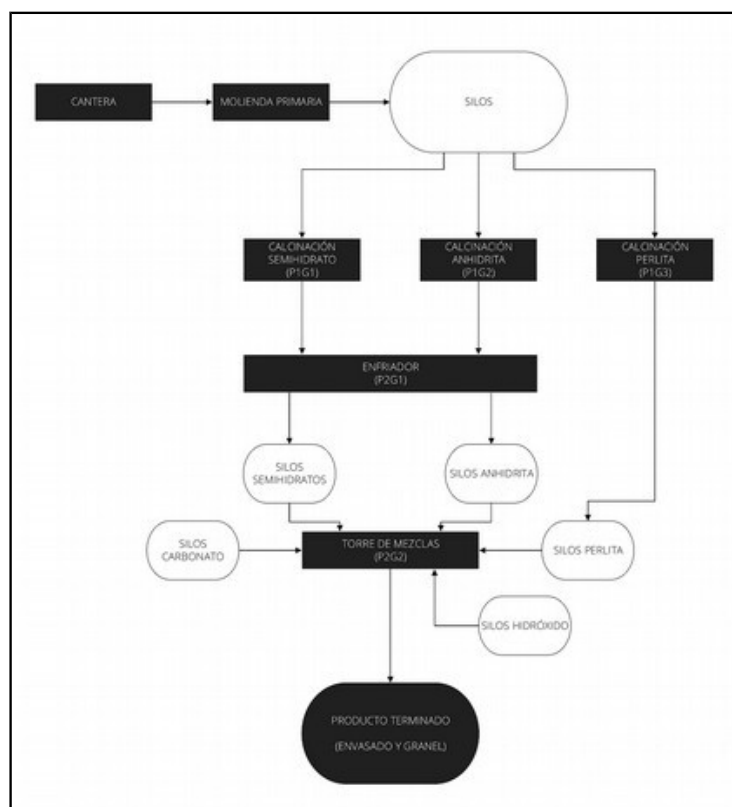 CANTERA
MOLIENDA PRIMARIA
SILOS
CALCINACIÓN
SEMIHIDRATO
(P1G1)
CALCINACIÓN
ANHIDRITA
(P1G2)
CALCINACIÓN
PERLITA
(P1G3)
ENFRIADOR
(P2G1)
SILOS
SEMIHIDRATOS
SILOS ANHIDRITA
SILOS
CARBONATO
TORRE DE MEZCLAS
(P2G2)
SILOS PERLITA
SILOS HIDRÓXIDO
PRODUCTO TERMINADO
(ENVASADO Y GRANEL)